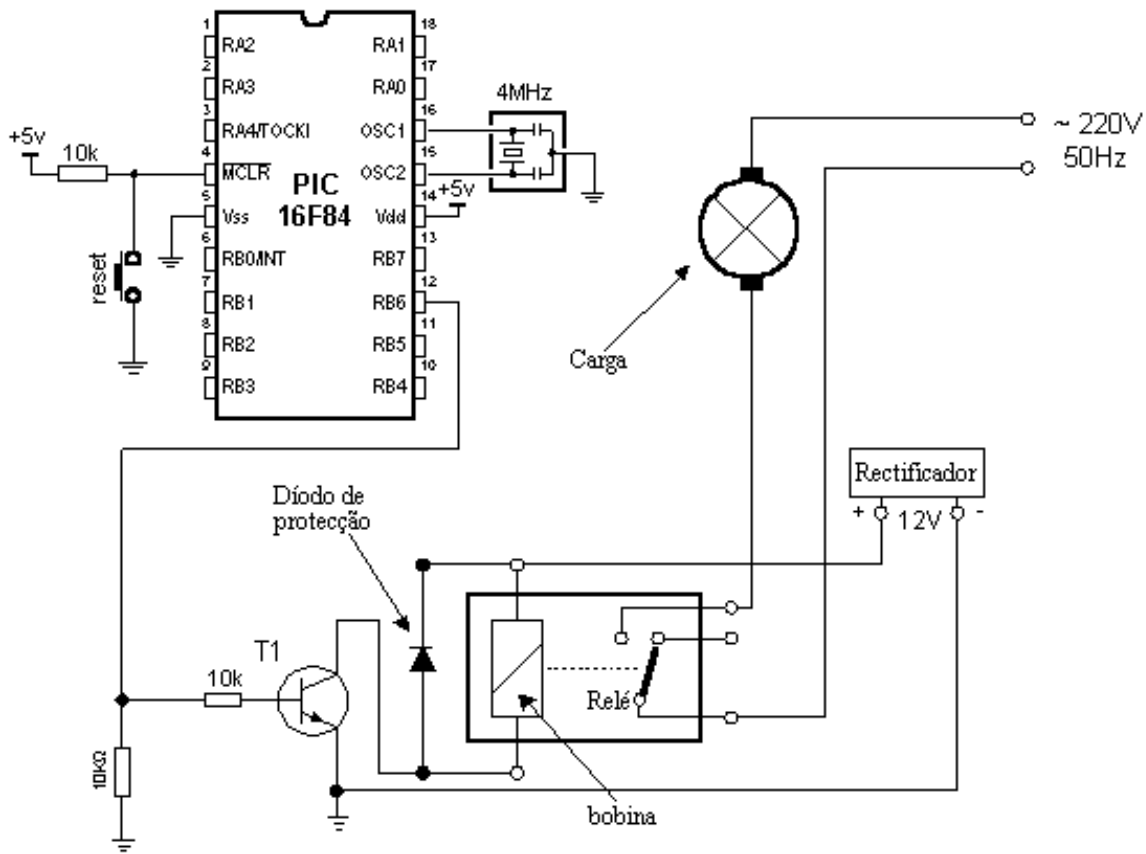 1
RA2
2
RA3
3
RA4/TOCKI
4
MCLR
5
Vss
6
RB0/INT
7
RB1
8
RB2
9
RB3
PIC
16F84
18
RA1
17
RA0
16
OSC1
15
OSC2
14
Vdd
13
RB7
12
RB6
11
RB5
10
RB4
+5v
10k
reset
4MHz
+5v
~ 220V
50Hz
Carga
Rectificador
+ 12V -
Díodo de
protecção
T1
10k
10KΩ
Relé
bobina